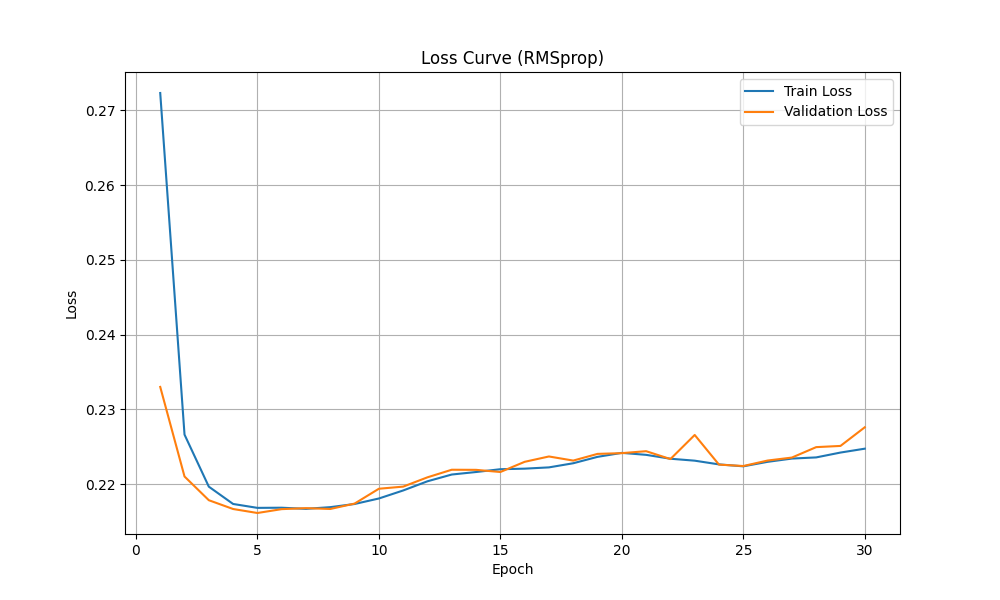 Loss Curve (RMSprop)
Train Loss
Validation Loss
0.27
0.26
0.25
0.24
0.23
0.22
Loss
0 5 10 15 20 25 30
Epoch